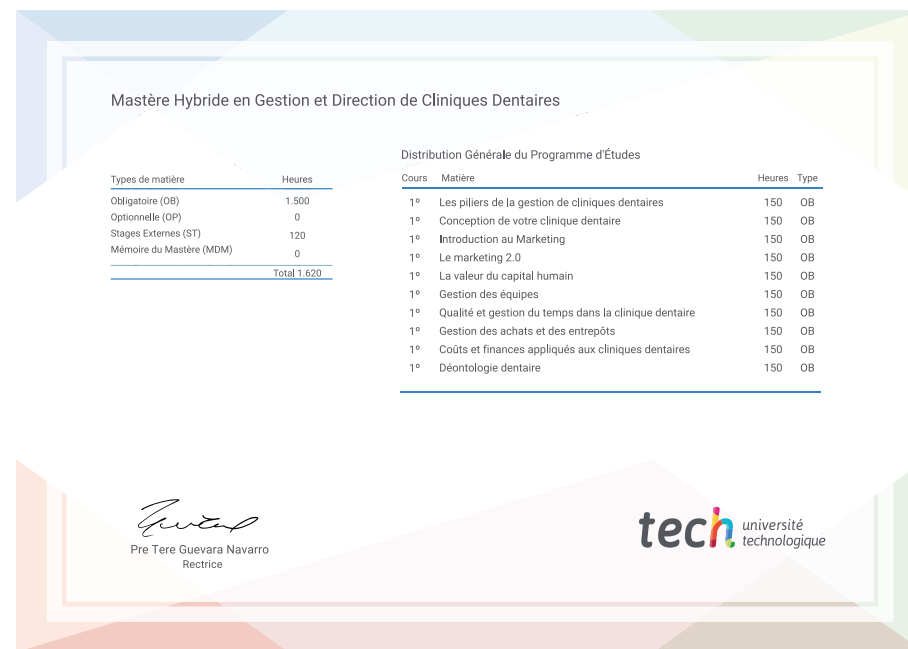 Mastère Hybride en Gestion et Direction de Cliniques Dentaires
Types de matière Heures
Obligatoire (OB) 1.500
Optionnelle (OP) 0
Stages Externes (ST) 120
Mémoire du Mastère (MDM) 0
Total 1.620
Distribution Générale du Programme d'Études
Cours Matière Heures Type
1º Les piliers de la gestion de cliniques dentaires 150 OB
1º Conception de votre clinique dentaire 150 OB
1º Introduction au Marketing 150 OB
1º Le marketing 2.0 150 OB
1º La valeur du capital humain 150 OB
1º Gestion des équipes 150 OB
1º Qualité et gestion du temps dans la clinique dentaire 150 OB
1º Gestion des achats et des entrepôts 150 OB
1º Coûts et finances appliqués aux cliniques dentaires 150 OB
1º Déontologie dentaire 150 OB
Pre Tere Guevara Navarro
Rectrice
tech université
technologique